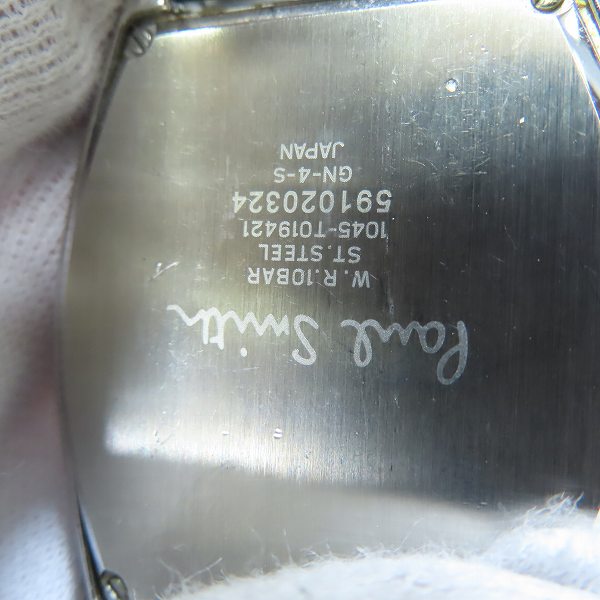 Paul Smith
W.R.10BAR
ST.STEEL
1045-T019421
591020324
GN-4-S
JAPAN